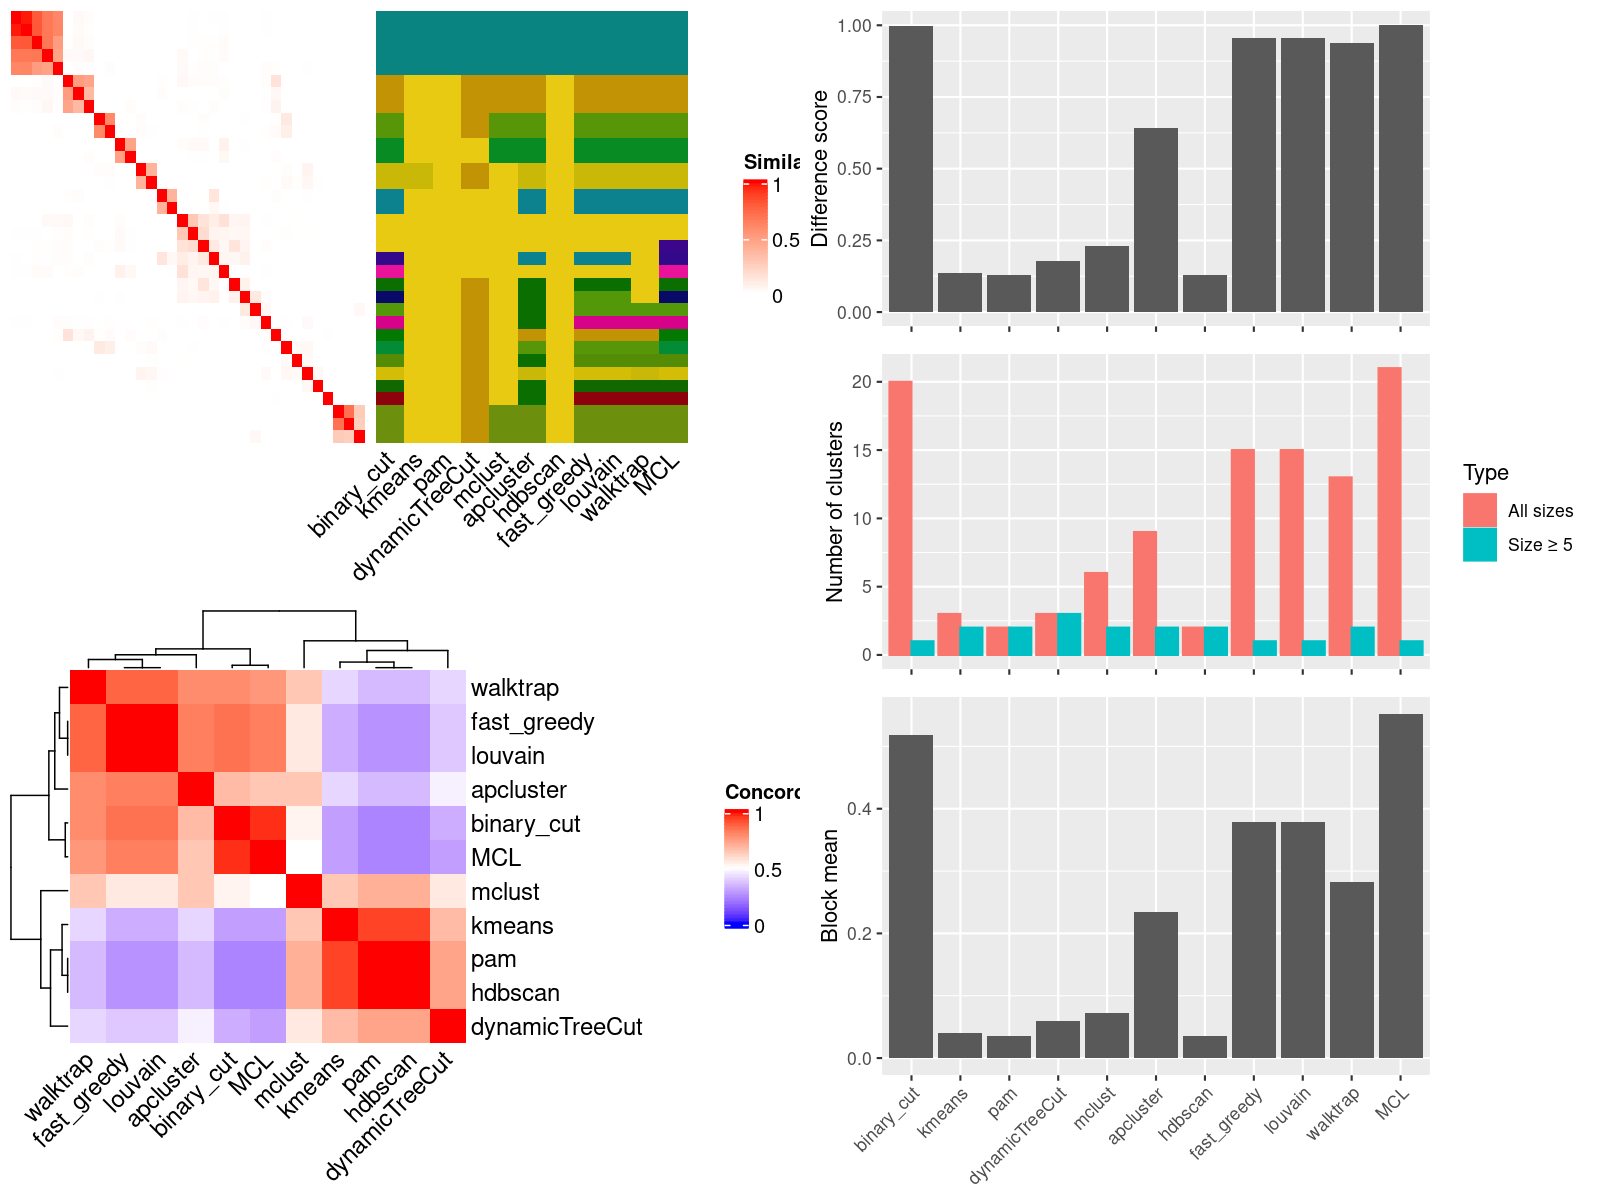 Simila
1
0.5
0
binary_cut
kmeans
pam
dynamicTreeCut
mclust
apcluster
hdbscan
fast_greedy
louvain
walktrap
MCL
walktrap
fast_greedy
louvain
apcluster
binary_cut
MCL
mclust
kmeans
pam
hdbscan
dynamicTreeCut
Concord
1
0.5
0
walktrap
fast_greedy
louvain
apcluster
binary_cut
MCL
mclust
kmeans
pam
hdbscan
dynamicTreeCut
Difference score
1.00
0.75
0.50
0.25
0.00
Number of clusters
20
15
10
5
0
Type
All sizes
Size ≥ 5
Block mean
0.4
0.2
0.0
binary_cut
kmeans
pam
dynamicTreeCut
mclust
apcluster
hdbscan
fast_greedy
louvain
walktrap
MCL